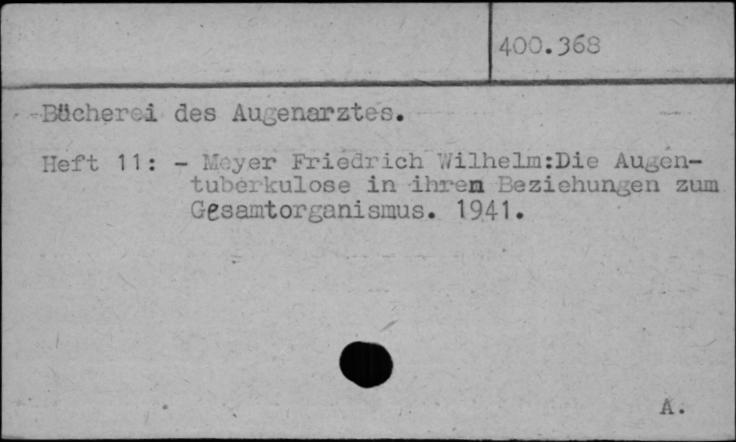 400.368
Bücherei des Augenarztes.
Heft 11: - Meyer Friedrich Wilhelm:Die Augen-
tuberkulose in ihren Beziehungen zum
Gesamtorganismus. 1941.
A.